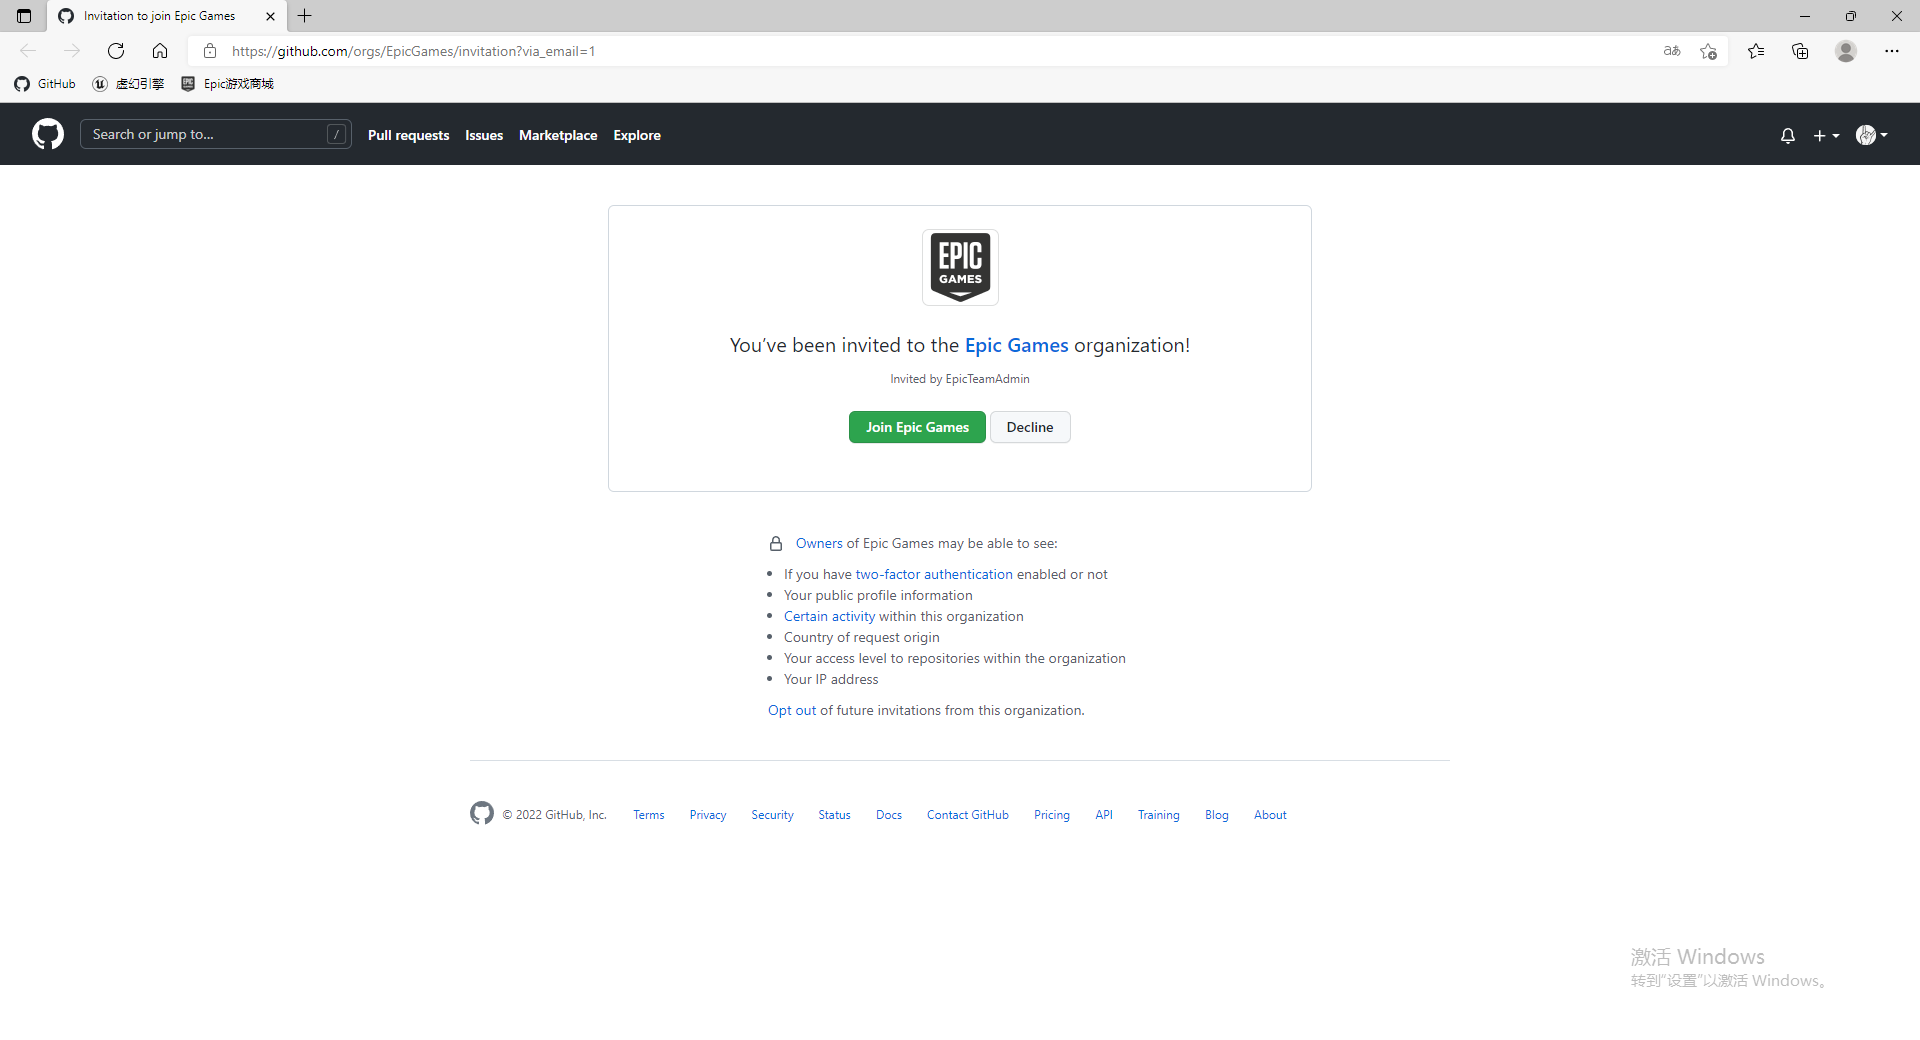 Invitation to join Epic Games
https://github.com/orgs/EpicGames/invitation?via_email=1
aあ
GitHub 虚幻引擎 Epic游戏商城
Search or jump to... / Pull requests Issues Marketplace Explore
EPIC
GAMES
You’ve been invited to the Epic Games organization!
Invited by EpicTeamAdmin
Join Epic Games Decline
Owners of Epic Games may be able to see:
If you have two-factor authentication enabled or not
Your public profile information
Certain activity within this organization
Country of request origin
Your access level to repositories within the organization
Your IP address
Opt out of future invitations from this organization.
© 2022 GitHub, Inc. Terms Privacy Security Status Docs Contact GitHub Pricing API Training Blog About
激活 Windows
转到“设置”以激活 Windows。